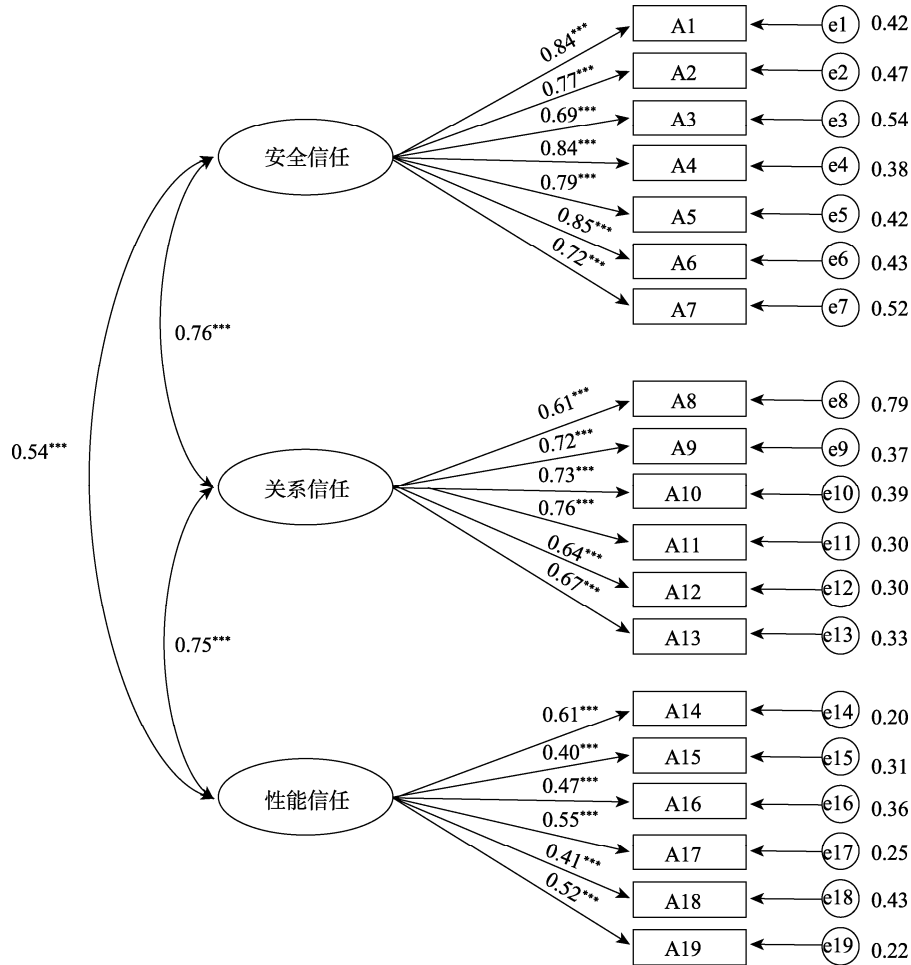 0.84*** A1 e1 0.42
0.77*** A2 e2 0.47
0.69*** A3 e3 0.54
安全信任 0.84*** A4 e4 0.38
0.79*** A5 e5 0.42
0.85*** A6 e6 0.43
0.72*** A7 e7 0.52
0.76***
0.61*** A8 e8 0.79
0.54*** 0.72*** A9 e9 0.37
关系信任 0.73*** A10 e10 0.39
0.76*** A11 e11 0.30
0.64*** A12 e12 0.30
0.67*** A13 e13 0.33
0.75***
0.61*** A14 e14 0.20
0.40*** A15 e15 0.31
性能信任 0.47*** A16 e16 0.36
0.55*** A17 e17 0.25
0.41*** A18 e18 0.43
0.52*** A19 e19 0.22